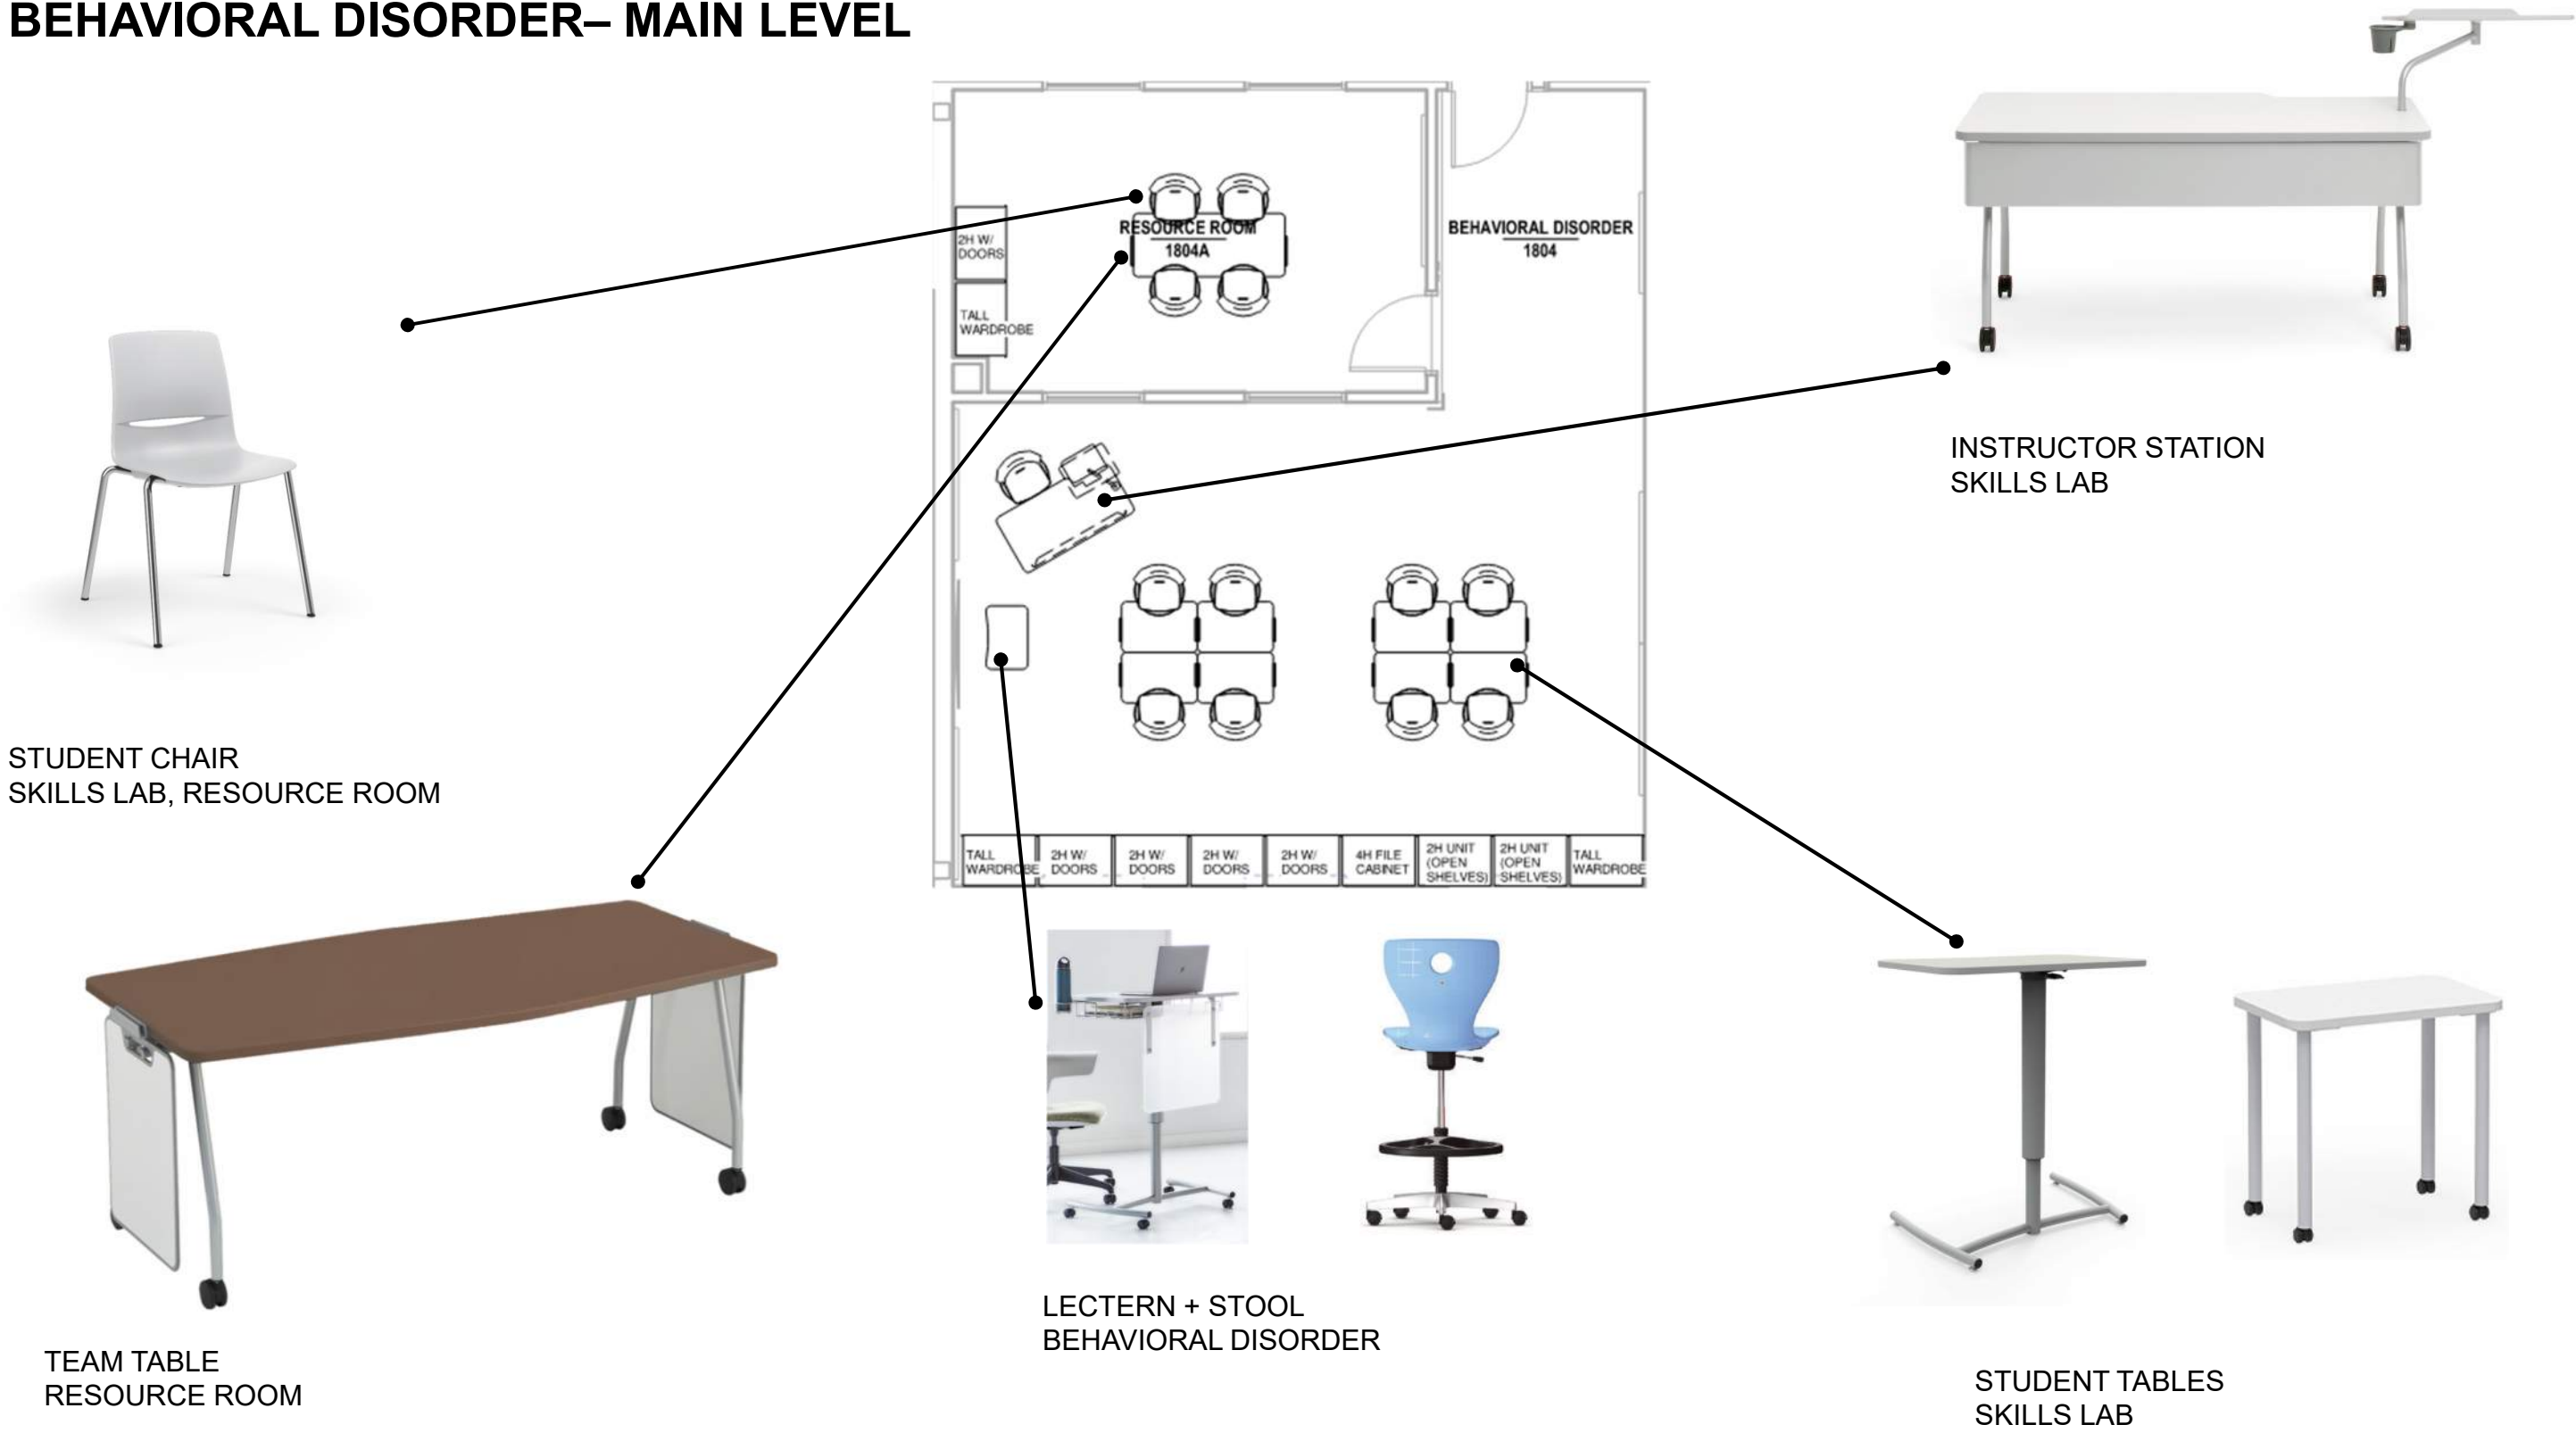 BEHAVIORAL DISORDER– MAIN LEVEL
RESOURCE ROOM
1804A
BEHAVIORAL DISORDER
1804
2H W/
DOORS
TALL
WARDROBE
INSTRUCTOR STATION
SKILLS LAB
STUDENT CHAIR
SKILLS LAB, RESOURCE ROOM
TALL
WARDROBE
2H W/
DOORS
2H W/
DOORS
2H W/
DOORS
2H W/
DOORS
4H FILE
CABINET
2H UNIT
(OPEN
SHELVES)
2H UNIT
(OPEN
SHELVES)
TALL
WARDROBE
LECTERN + STOOL
BEHAVIORAL DISORDER
TEAM TABLE
RESOURCE ROOM
STUDENT TABLES
SKILLS LAB